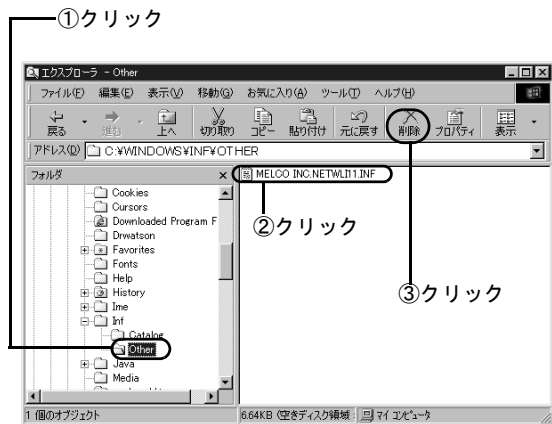 ①クリック
エクスプローラ - Other
ファイル(F) 編集(E) 表示(V) 移動(G) お気に入り(A) ツール(T) ヘルプ(H)
戻る 進む 上へ 切り取り コピー 貼り付け 元に戻す 削除 プロパティ 表示
アドレス(D) C:¥WINDOWS¥INF¥OTHER
フォルダ ×
MELCO INC.NETWLI11.INF
Cookies
Cursors
Downloaded Program F
Drwatson
Favorites
Fonts
Help
History
Ime
Inf
Catalog
Other
Java
Media
②クリック
③クリック
1 個のオブジェクト 6.64KB (空きディスク領域: マイ コンピュータ